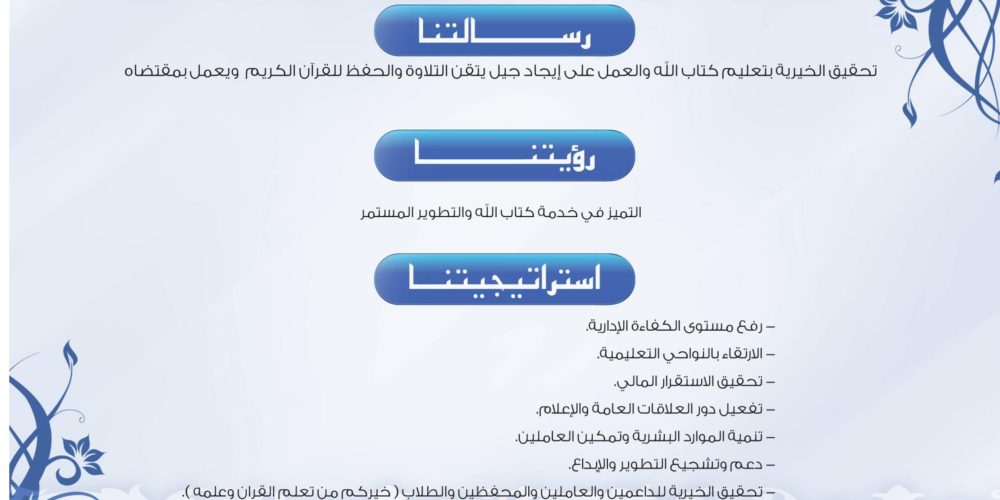 رسالتنا
تحقيق الخيرية بتعليم كتاب الله والعمل على إيجاد جيل يتقن التلاوة والحفظ للقرآن الكريم ويعمل بمقتضاه
رؤيتنا
التميز في خدمة كتاب الله والتطوير المستمر
استراتيجيتنا
– رفع مستوى الكفاءة الإدارية.
– الارتقاء بالنواحي التعليمية.
– تحقيق الاستقرار المالي.
– تفعيل دور العلاقات العامة والإعلام.
– تنمية الموارد البشرية وتمكين العاملين.
– دعم وتشجيع التطوير والإبداع.
– تحقيق الخيرية للداعمين والعاملين والمحفظين والطلاب ( خيركم من تعلم القران وعلمه ).